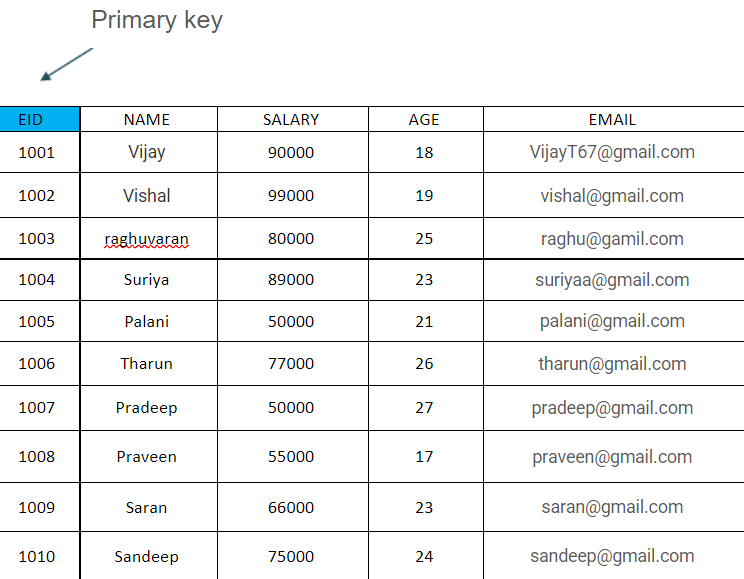 Primary key
EID NAME SALARY AGE EMAIL
1001 Vijay 90000 18 VijayT67@gmail.com
1002 Vishal 99000 19 vishal@gmail.com
1003 raghuvaran 80000 25 raghu@gamil.com
1004 Suriya 89000 23 suriyaa@gmail.com
1005 Palani 50000 21 palani@gmail.com
1006 Tharun 77000 26 tharun@gmail.com
1007 Pradeep 50000 27 pradeep@gmail.com
1008 Praveen 55000 17 praveen@gmail.com
1009 Saran 66000 23 saran@gmail.com
1010 Sandeep 75000 24 sandeep@gmail.com